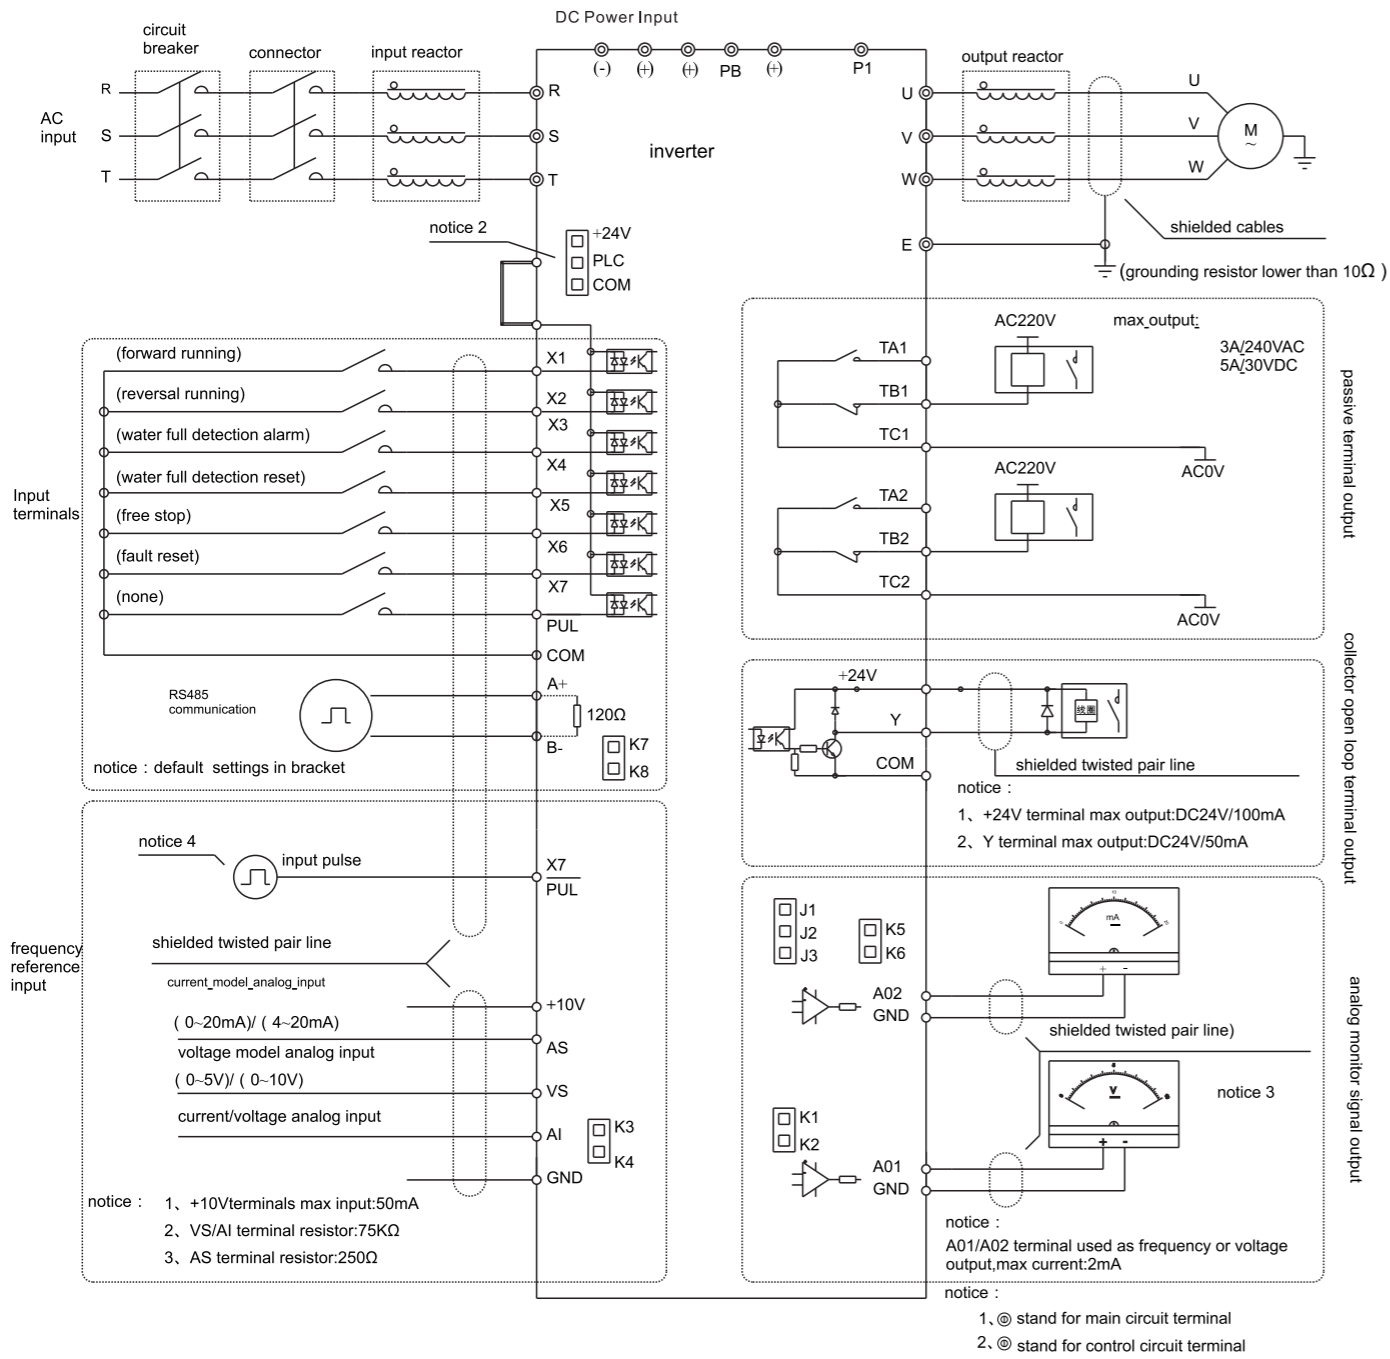 DC Power Input
circuit
breaker
connector
input reactor
(-)
(+)
(+)
PB
(+)
P1
output reactor
AC
input
R
S
T
R
S
T
inverter
U
V
W
U
V
W
M
~
E
shielded cables
(grounding resistor lower than 10Ω )
notice 2
+24V
PLC
COM
Input
terminals
(forward running)
X1
(reversal running)
X2
(water full detection alarm)
X3
(water full detection reset)
X4
(free stop)
X5
(fault reset)
X6
(none)
X7
PUL
COM
RS485
communication
A+
120Ω
B-
K7
K8
notice : default settings in bracket
AC220V
max_output:
3A/240VAC
5A/30VDC
TA1
TB1
TC1
AC0V
AC220V
TA2
TB2
TC2
AC0V
passive terminal output
+24V
Y
COM
线圈
shielded twisted pair line
notice :
1、+24V terminal max output:DC24V/100mA
2、Y terminal max output:DC24V/50mA
collector open loop terminal output
notice 4
input pulse
X7
PUL
frequency
reference
input
shielded twisted pair line
current_model_analog_input
+10V
( 0~20mA)/ ( 4~20mA)
AS
voltage model analog input
( 0~5V)/ ( 0~10V)
VS
current/voltage analog input
AI
K3
K4
GND
notice :
1、+10Vterminals max input:50mA
2、VS/AI terminal resistor:75KΩ
3、AS terminal resistor:250Ω
J1
J2
J3
K5
K6
mA
+ -
A02
GND
shielded twisted pair line)
V
notice 3
+ -
K1
K2
A01
GND
notice :
A01/A02 terminal used as frequency or voltage
output,max current:2mA
analog monitor signal output
notice :
1、⌾ stand for main circuit terminal
2、⌾ stand for control circuit terminal